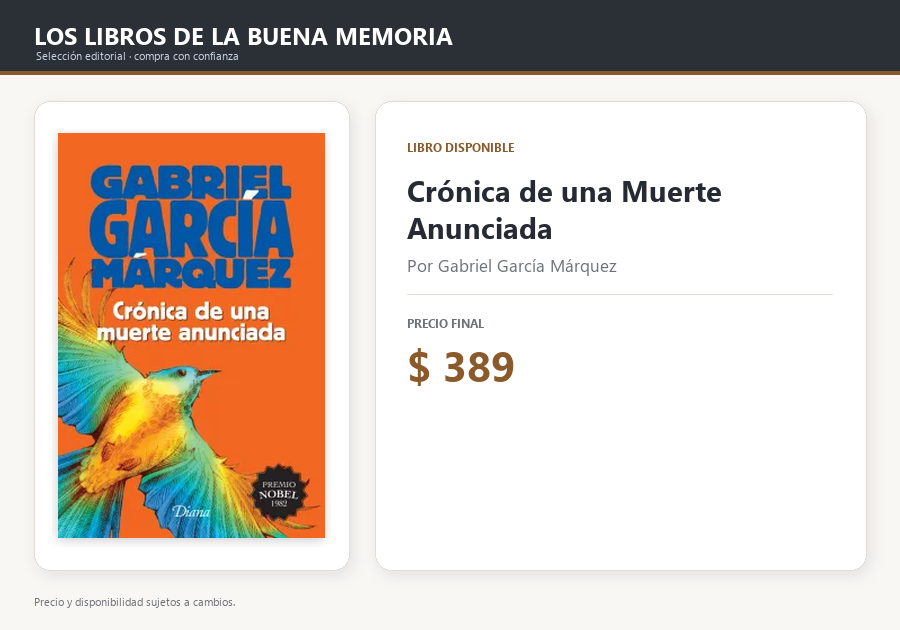 LOS LIBROS DE LA BUENA MEMORIA
Selección editorial · compra con confianza
GABRIEL
GARCÍA
MÁRQUEZ
Crónica de una
muerte anunciada
PREMIO
NOBEL
1982
Diana
LIBRO DISPONIBLE
Crónica de una Muerte
Anunciada
Por Gabriel García Márquez
PRECIO FINAL
$ 389
Precio y disponibilidad sujetos a cambios.